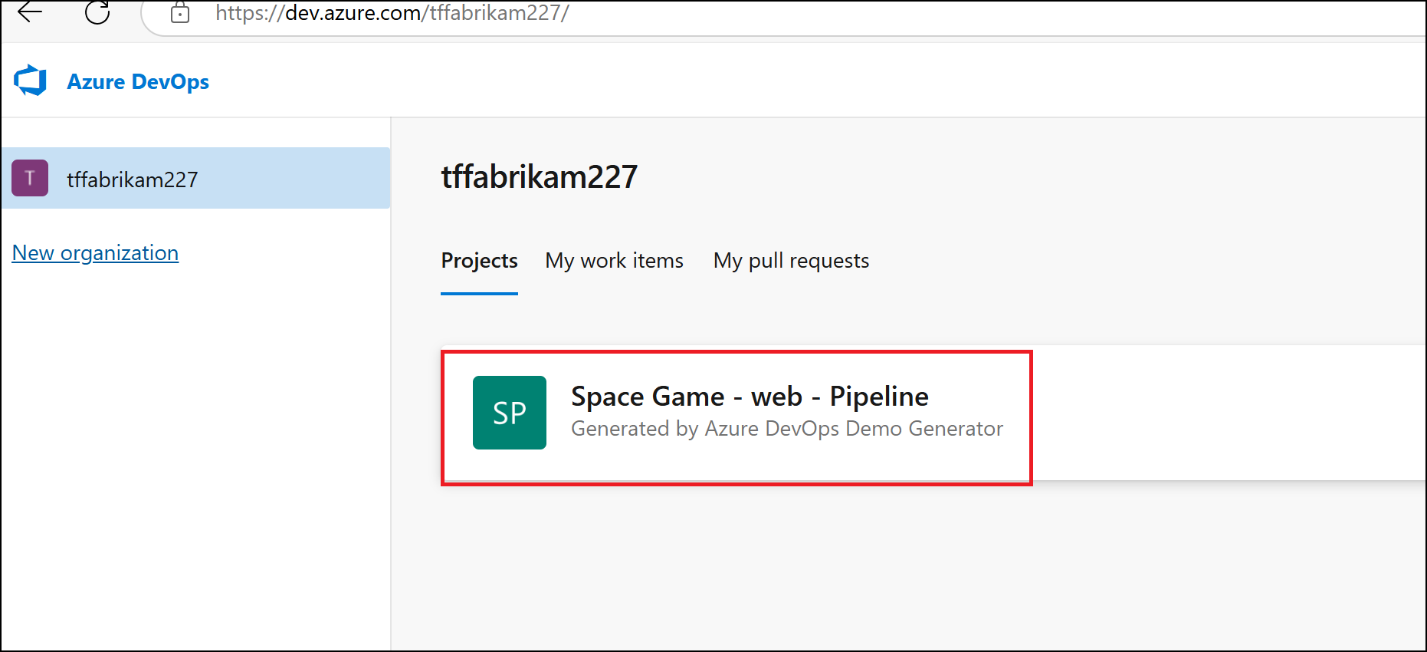 https://dev.azure.com/tffabrikam227/
Azure DevOps
T
tffabrikam227
New organization
tffabrikam227
Projects My work items My pull requests
SP
Space Game - web - Pipeline
Generated by Azure DevOps Demo Generator